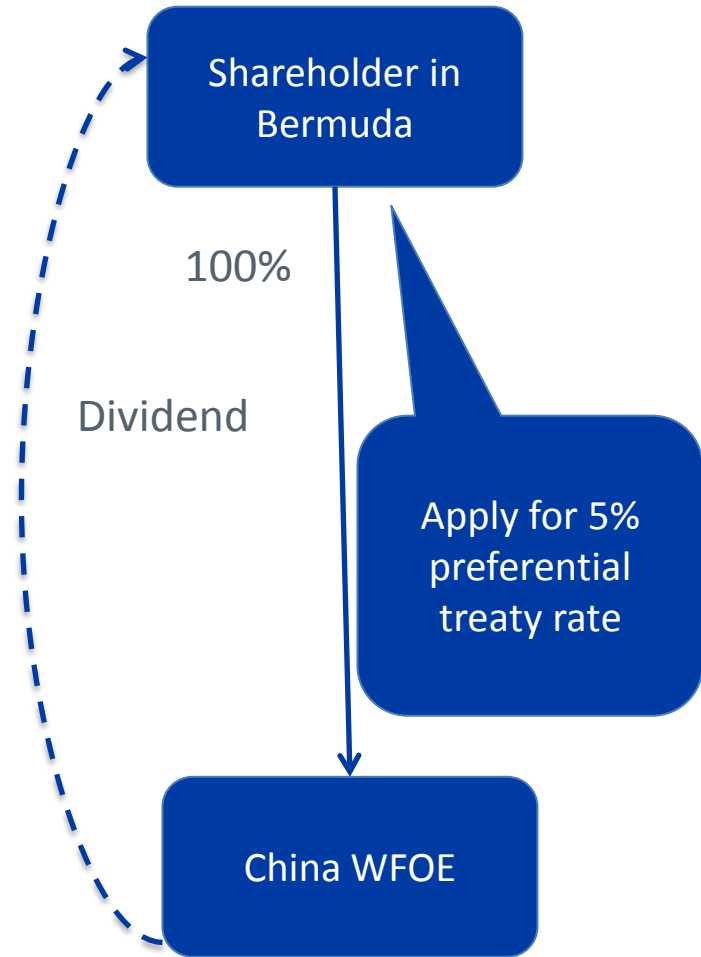 Shareholder in
Bermuda
100%
Dividend
Apply for 5%
preferential
treaty rate
China WFOE